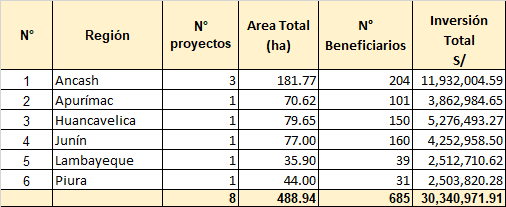 N° Región N° proyectos Area Total (ha) N° Beneficiarios Inversión Total S/
1 Ancash 3 181.77 204 11,932,004.59
2 Apurímac 1 70.62 101 3,862,984.65
3 Huancavelica 1 79.65 150 5,276,493.27
4 Junín 1 77.00 160 4,252,958.50
5 Lambayeque 1 35.90 39 2,512,710.62
6 Piura 1 44.00 31 2,503,820.28
8 488.94 685 30,340,971.91